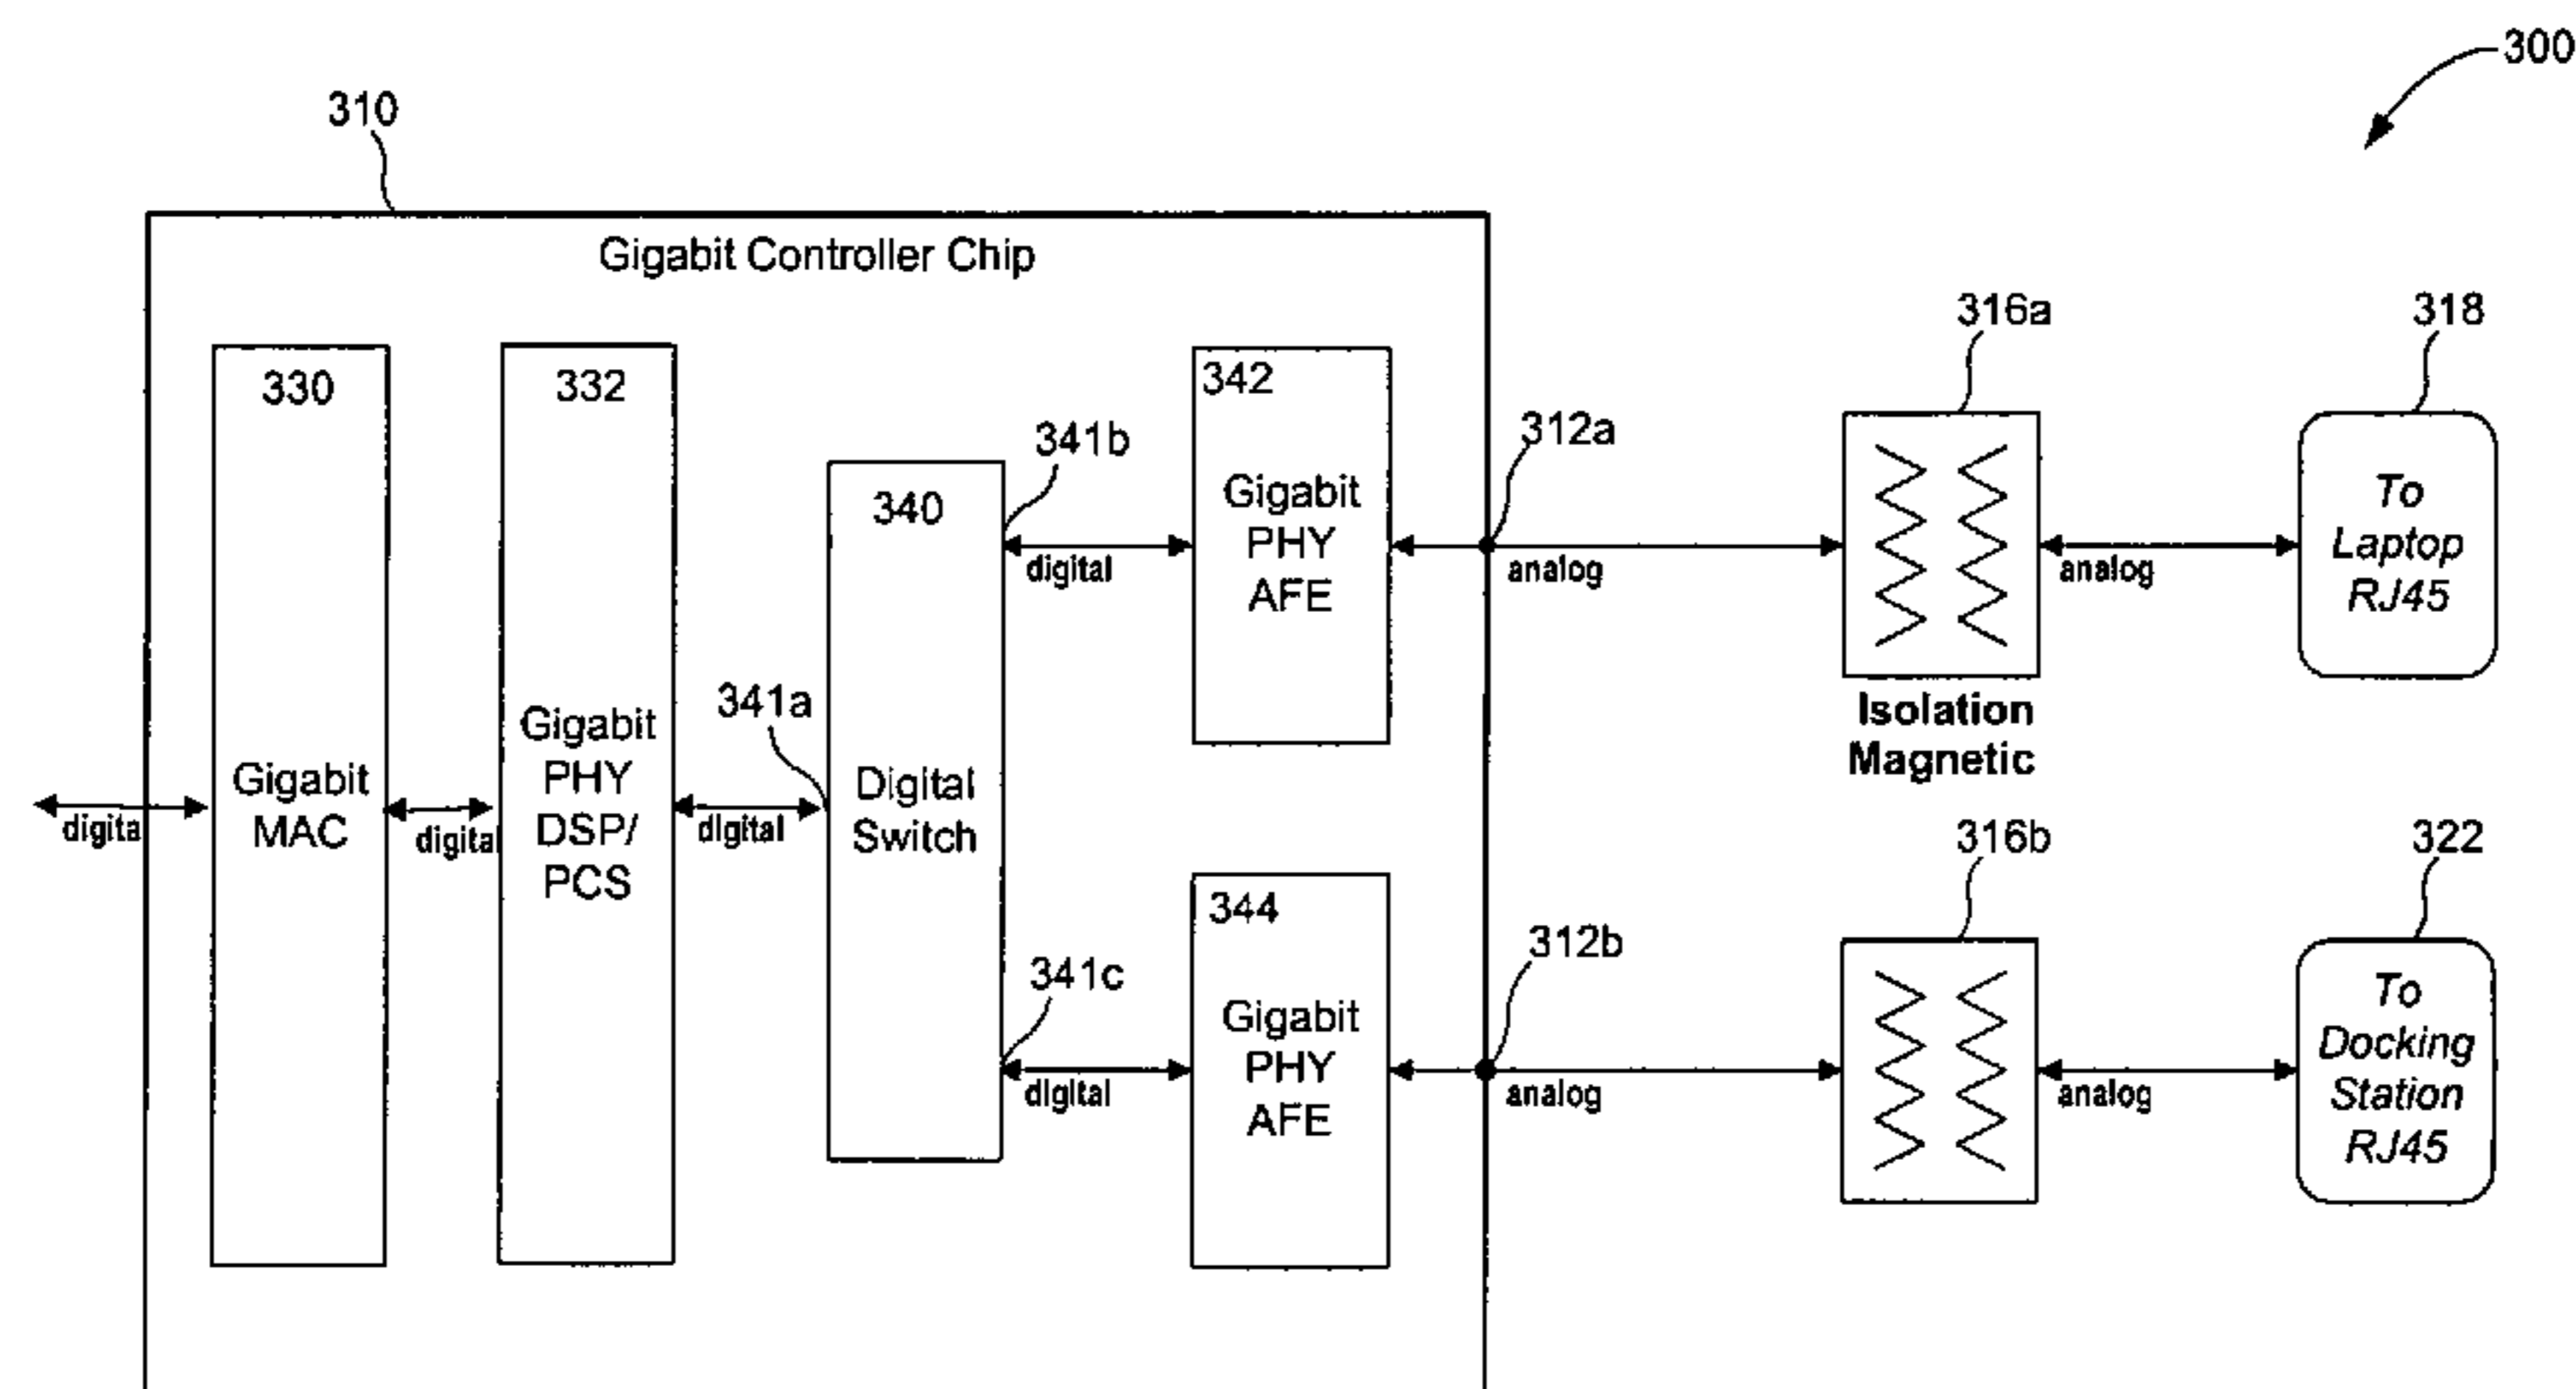 300
310
Gigabit Controller Chip
316a
318
330
332
342
312a
341b
340
Gigabit
PHY
AFE
To
Laptop
RJ45
digital
analog
analog
341a
Isolation
Magnetic
Gigabit
MAC
Gigabit
PHY
DSP/
PCS
Digital
Switch
digita
digital
digital
316b
322
344
312b
341c
Gigabit
PHY
AFE
To
Docking
Station
RJ45
digital
analog
analog